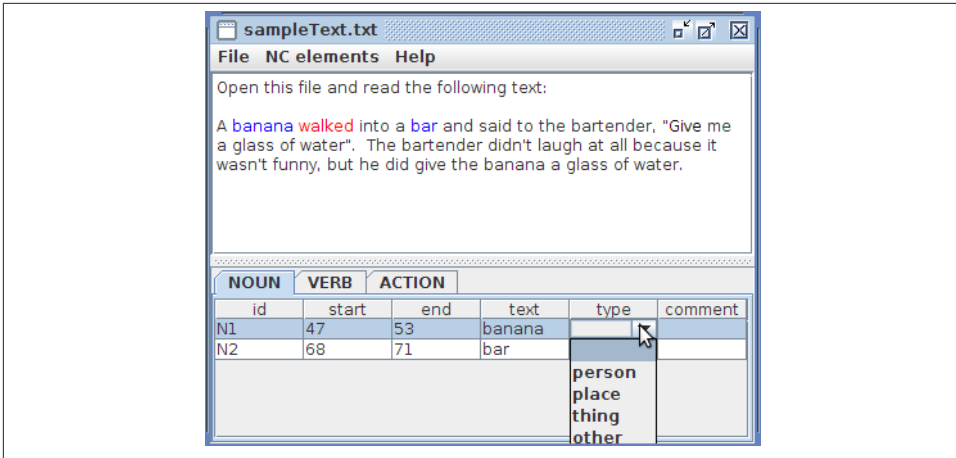 sampleText.txt
File NC elements Help
Open this file and read the following text:
A banana walked into a bar and said to the bartender, "Give me
a glass of water".  The bartender didn't laugh at all because it
wasn't funny, but he did give the banana a glass of water.
NOUN VERB ACTION
id start end text type comment
N1 47 53 banana
N2 68 71 bar
person
place
thing
other